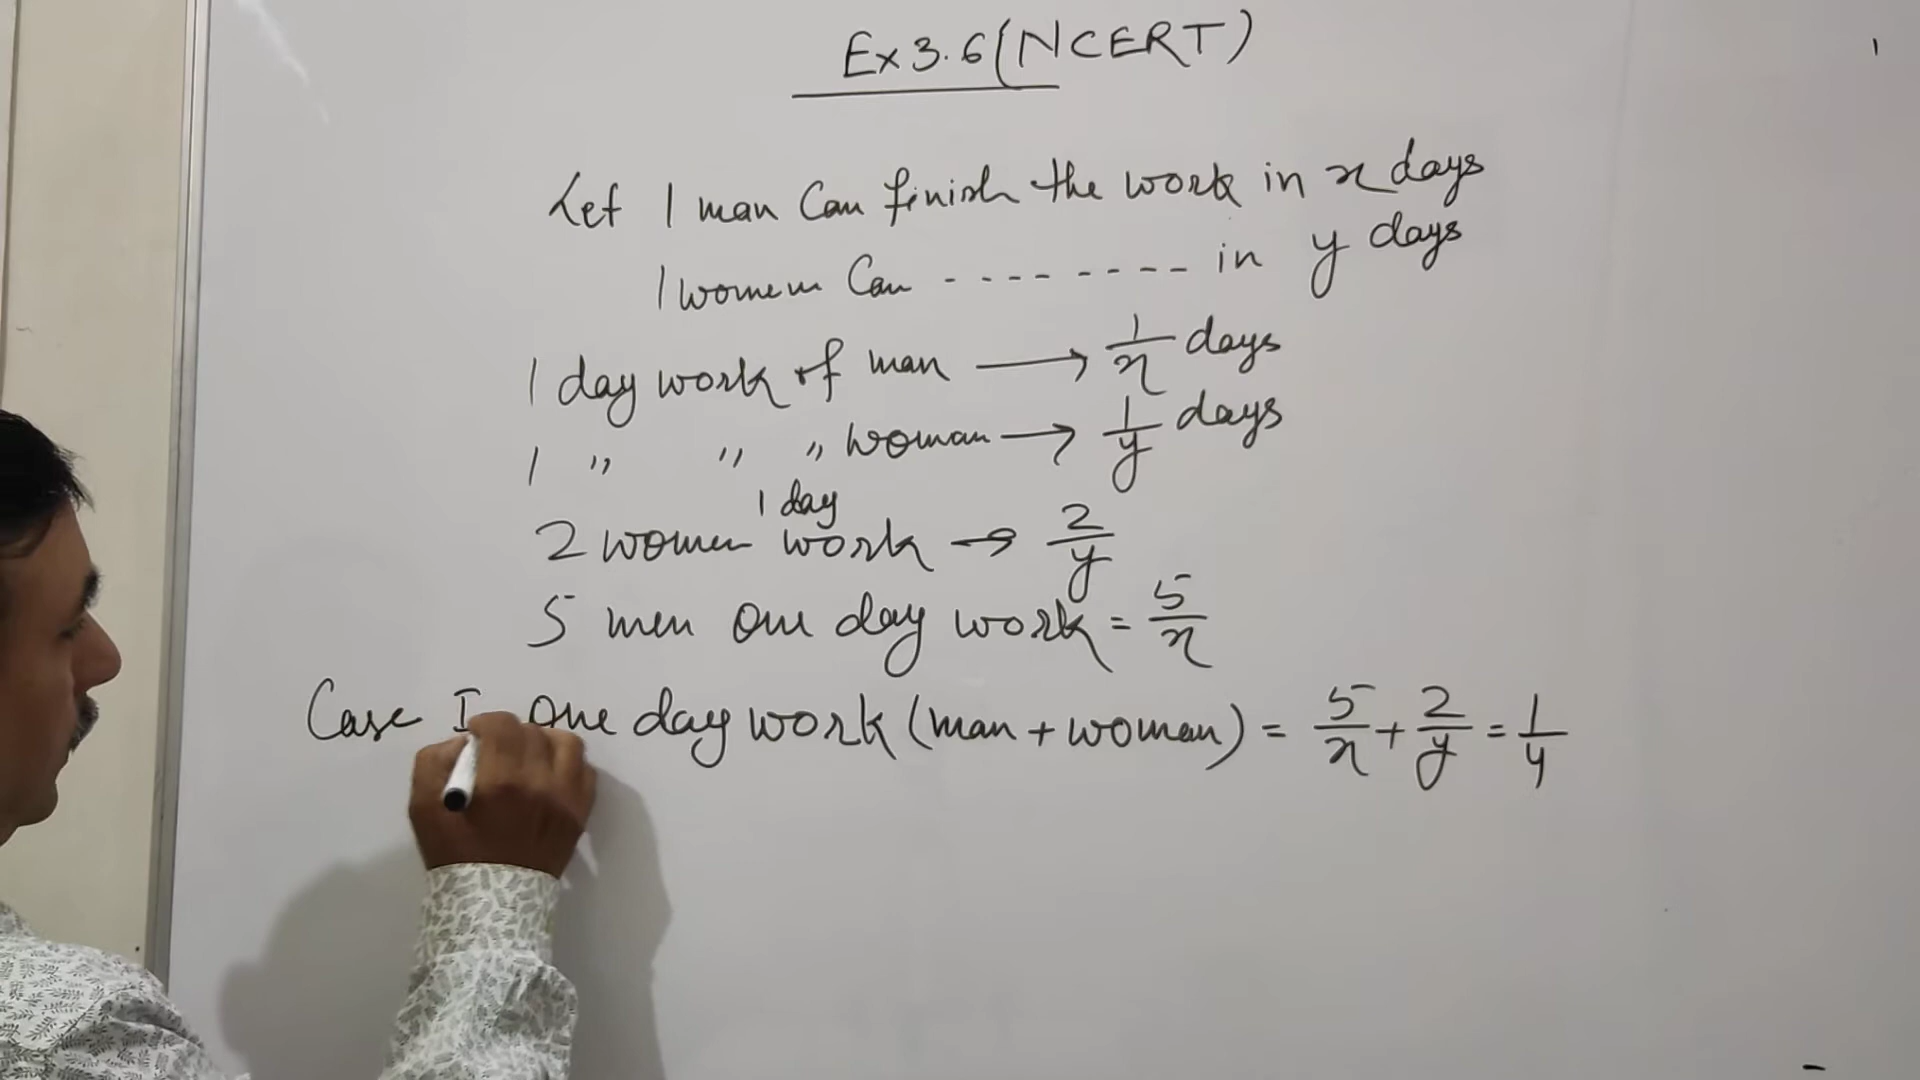 Ex 3.6 (NCERT)
Let 1 man Can finish the work in x days
1 women Can - - - - - - - - in y days
1 day work of man → 1/x days
1 " " " woman → 1/y days
1 day
2 women work → 2/y
5 men one day work = 5/x
Case I - One day work (man + woman) = 5/x + 2/y = 1/4